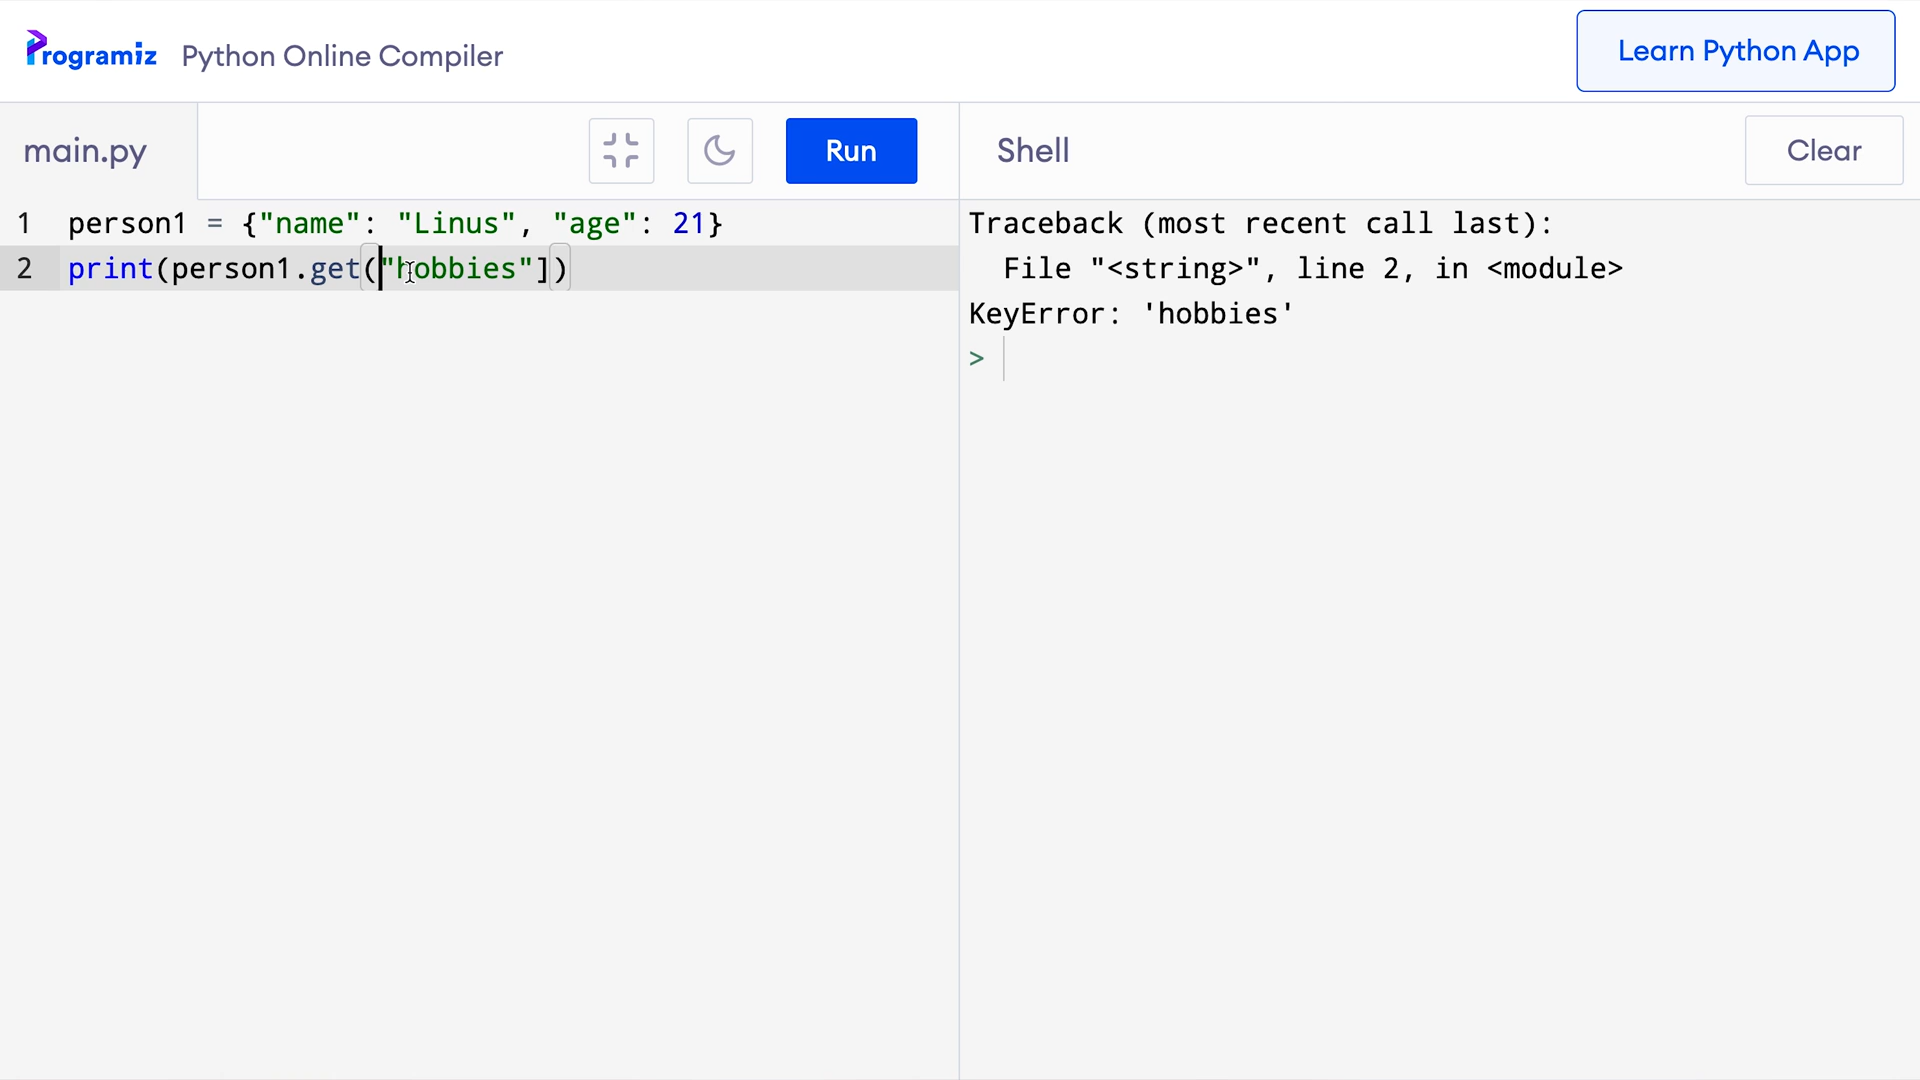 Programiz Python Online Compiler
Learn Python App
main.py
Run
Shell
Clear
1 person1 = {"name": "Linus", "age": 21}
2 print(person1.get("hobbies"])
Traceback (most recent call last):
  File "<string>", line 2, in <module>
KeyError: 'hobbies'
>